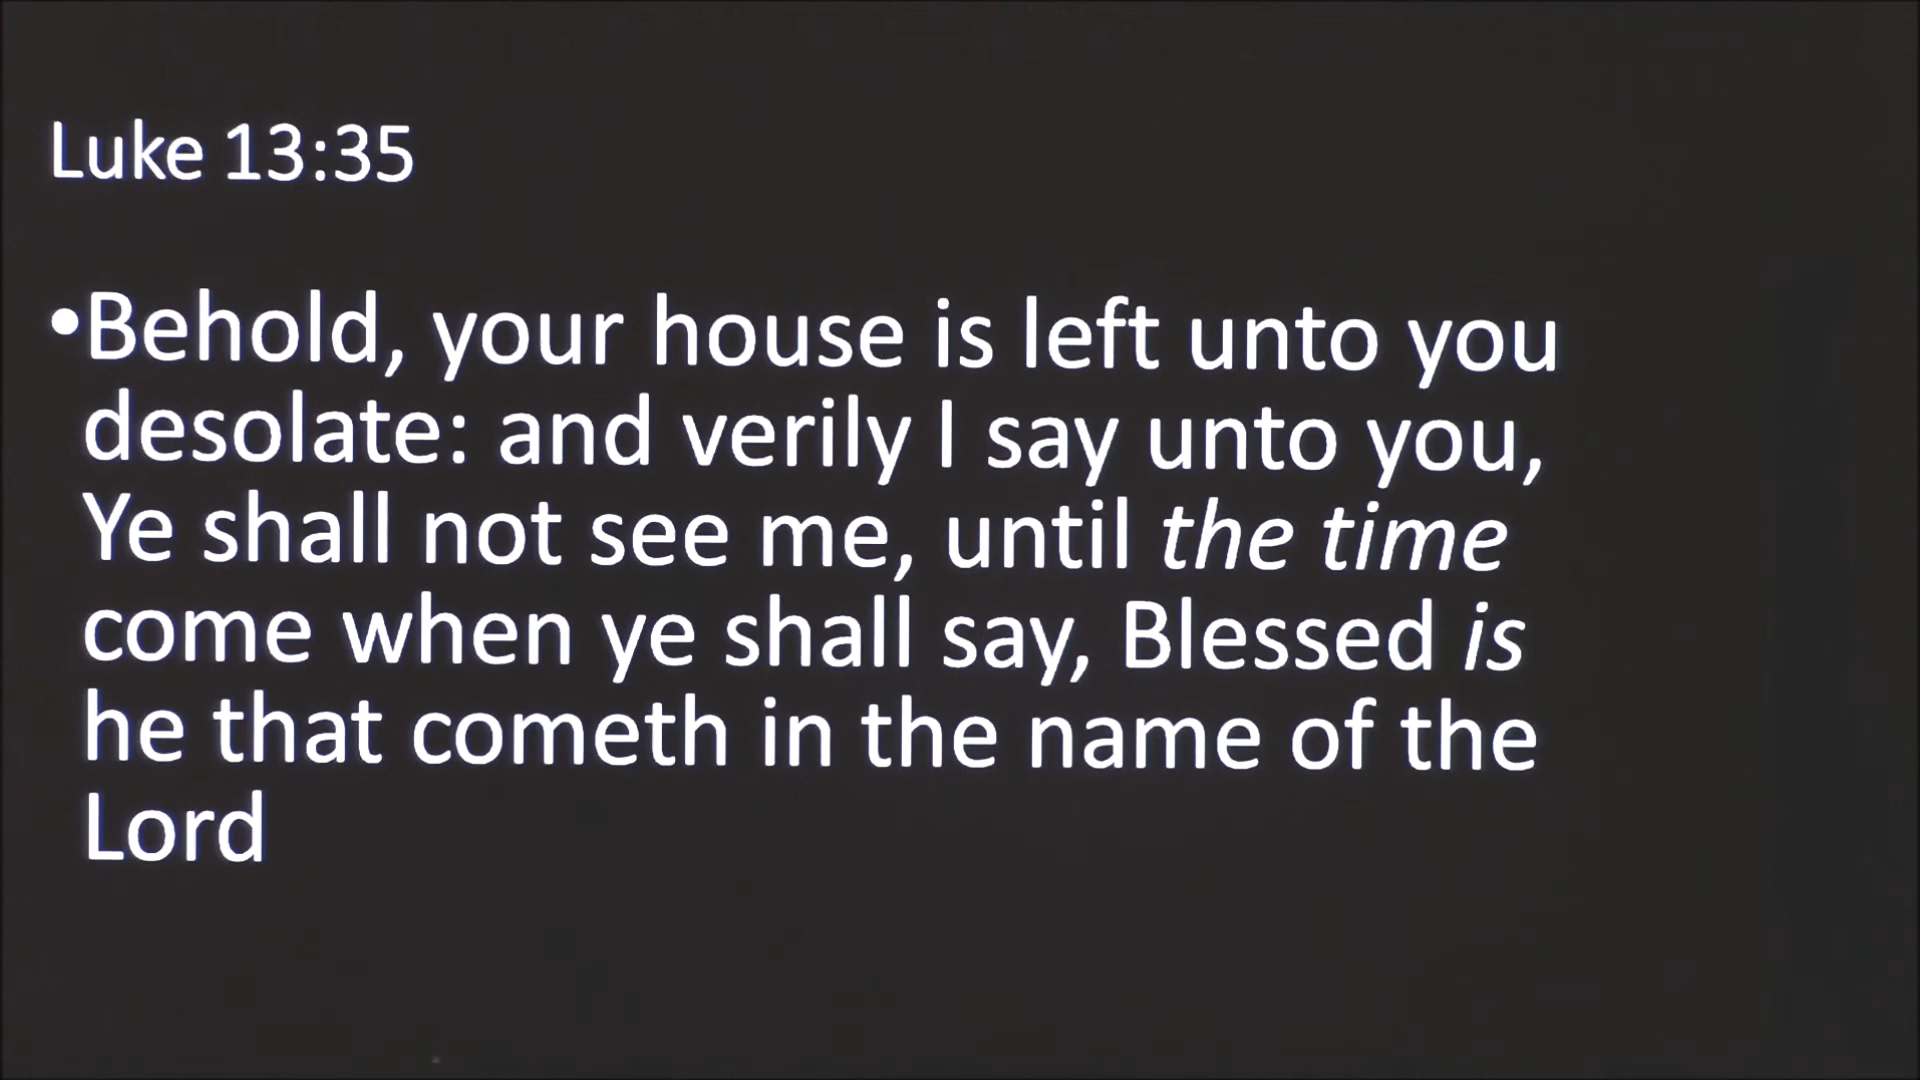 Luke 13:35
•Behold, your house is left unto you
desolate: and verily I say unto you,
Ye shall not see me, until the time
come when ye shall say, Blessed is
he that cometh in the name of the
Lord